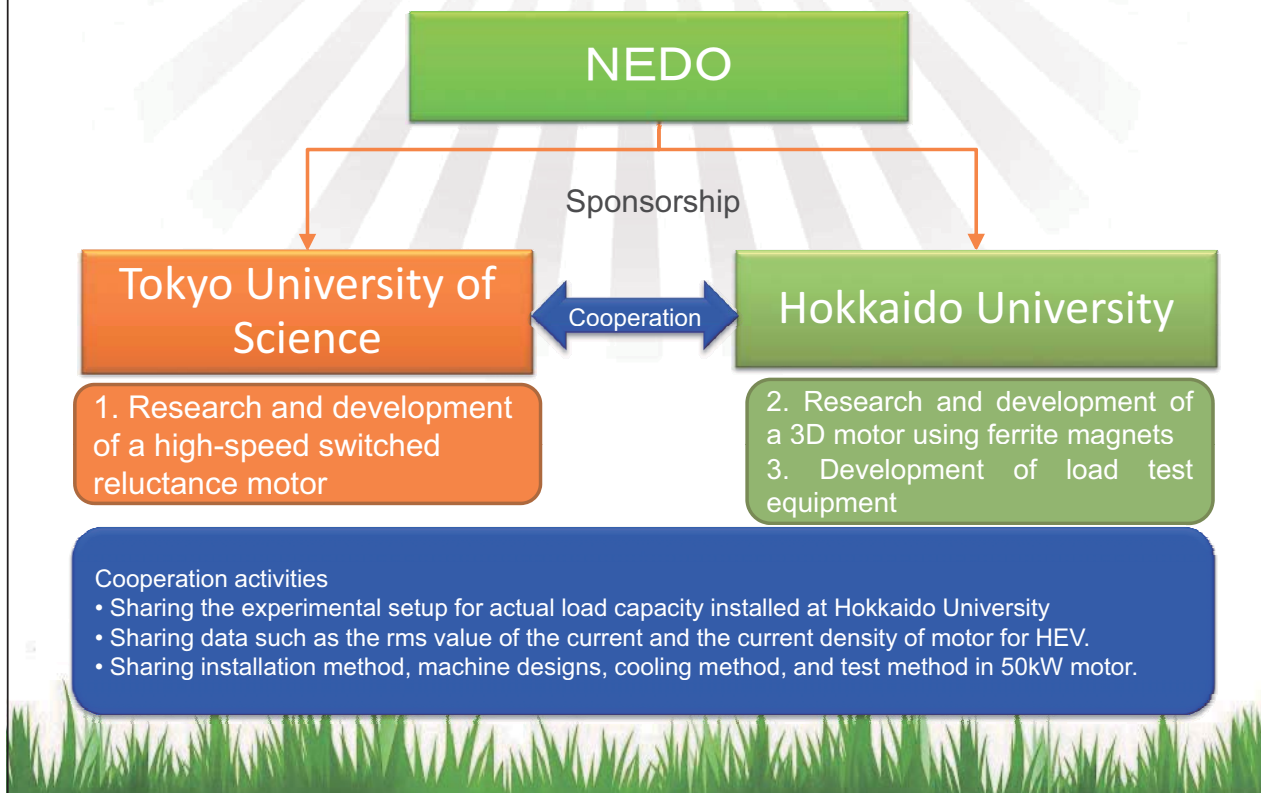 NEDO
Sponsorship
Tokyo University of
Science
Cooperation
Hokkaido University
1. Research and development
of a high-speed switched
reluctance motor
2. Research and development of
a 3D motor using ferrite magnets
3. Development of load test
equipment
Cooperation activities
• Sharing the experimental setup for actual load capacity installed at Hokkaido University
• Sharing data such as the rms value of the current and the current density of motor for HEV.
• Sharing installation method, machine designs, cooling method, and test method in 50kW motor.